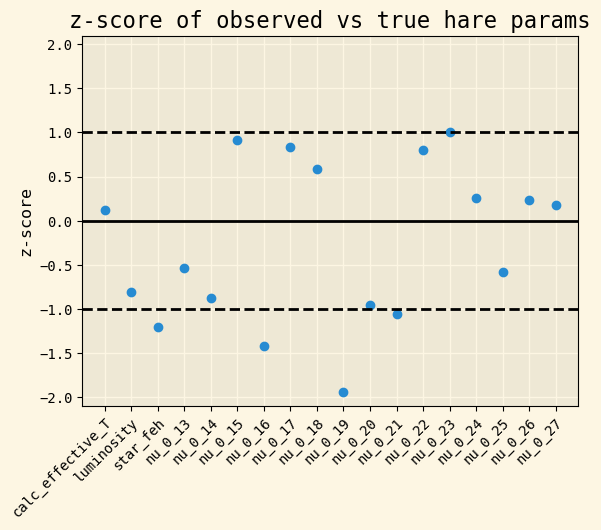 z-score of observed vs true hare params
z-score
2.0
1.5
1.0
0.5
0.0
−0.5
−1.0
−1.5
−2.0
calc_effective_T
luminosity
star_feh
nu_0_13
nu_0_14
nu_0_15
nu_0_16
nu_0_17
nu_0_18
nu_0_19
nu_0_20
nu_0_21
nu_0_22
nu_0_23
nu_0_24
nu_0_25
nu_0_26
nu_0_27